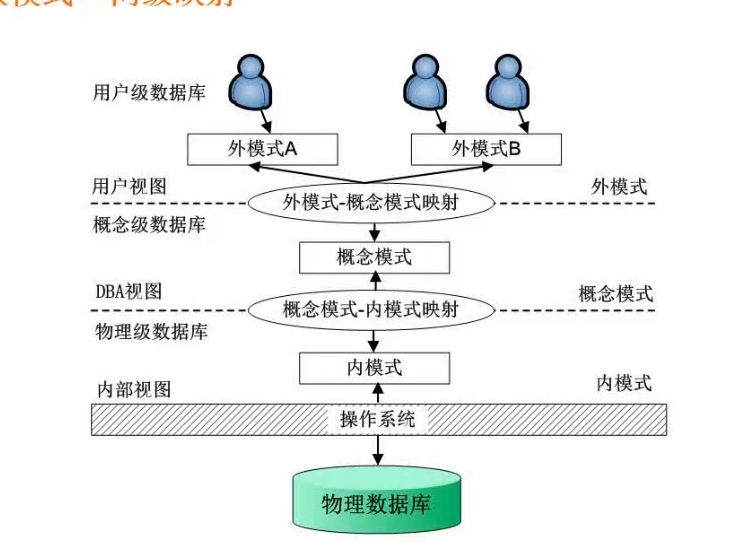 模式 两级映射
用户级数据库
外模式A
外模式B
用户视图
外模式-概念模式映射
外模式
概念级数据库
概念模式
DBA视图
概念模式-内模式映射
概念模式
物理级数据库
内模式
内部视图
内模式
操作系统
物理数据库